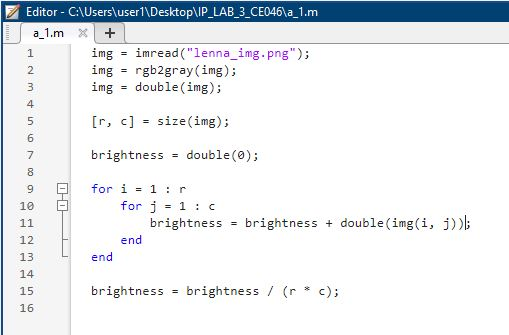 Editor - C:\Users\user1\Desktop\IP_LAB_3_CE046\a_1.m
a_1.m
1 img = imread("lenna_img.png");
2 img = rgb2gray(img);
3 img = double(img);
4
5 [r, c] = size(img);
6
7 brightness = double(0);
8
9 for i = 1 : r
10 for j = 1 : c
11 brightness = brightness + double(img(i, j));
12 end
13 end
14
15 brightness = brightness / (r * c);
16